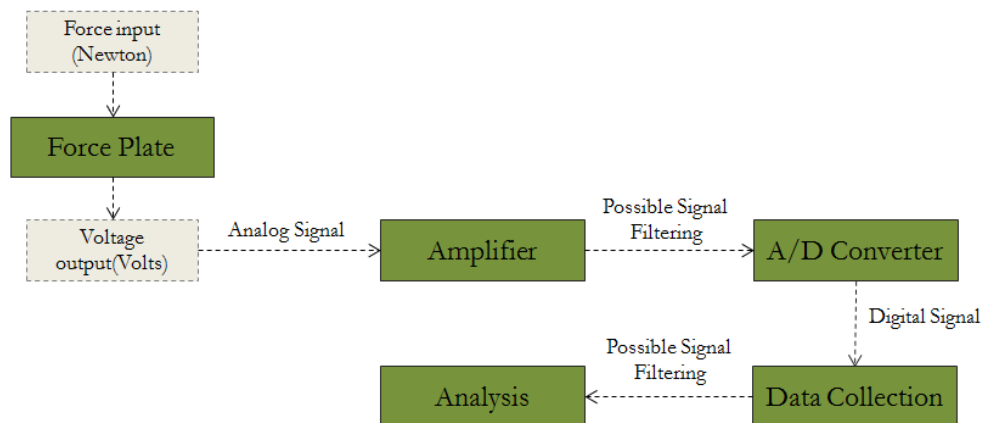 Force input
(Newton)
Force Plate
Voltage
output(Volts)
Analog Signal
Amplifier
Possible Signal
Filtering
A/D Converter
Digital Signal
Data Collection
Possible Signal
Filtering
Analysis